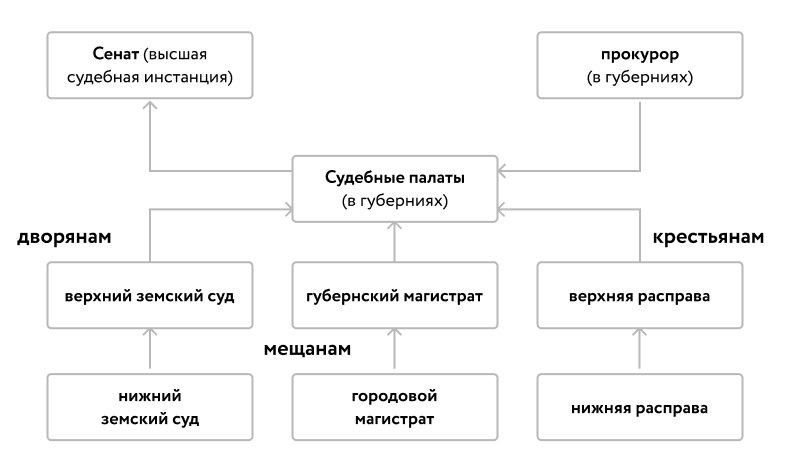 Сенат (высшая
судебная инстанция)
прокурор
(в губерниях)
Судебные палаты
(в губерниях)
дворянам
крестьянам
верхний земский суд
губернский магистрат
верхняя расправа
мещанам
нижний
земский суд
городовой
магистрат
нижняя расправа